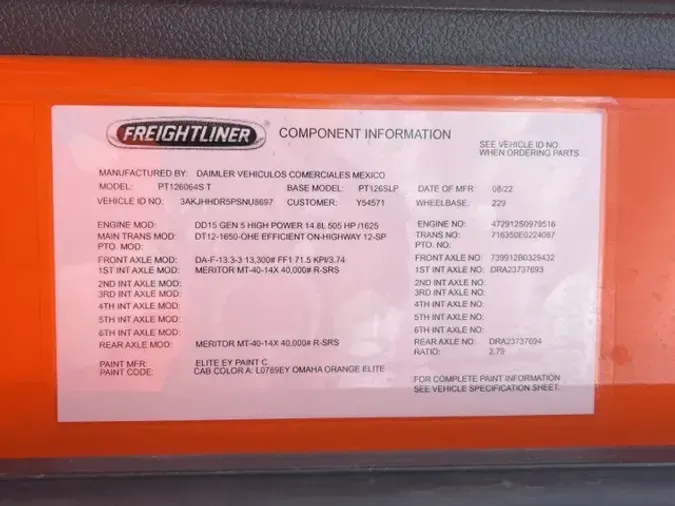 FREIGHTLINER
COMPONENT INFORMATION
SEE VEHICLE ID NO.
WHEN ORDERING PARTS
MANUFACTURED BY: DAIMLER VEHICULOS COMERCIALES MEXICO
MODEL: PT126064S T BASE MODEL: PT126SLP DATE OF MFR: 08/22
VEHICLE ID NO: 3AKJHHDR5PSNU8697 CUSTOMER: Y54571 WHEELBASE: 229
ENGINE MOD: DD15 GEN 5 HIGH POWER 14.8L 505 HP /1625 ENGINE NO: 472912S0979516
MAIN TRANS MOD: DT12-1650-OHE EFFICIENT ON-HIGHWAY 12-SP TRANS NO: 716350E0224087
PTO. MOD: PTO. NO:
FRONT AXLE MOD: DA-F-13.3-3 13,300# FF1 71.5 KPI/3.74 FRONT AXLE NO: 739912B0329432
1ST INT AXLE MOD: MERITOR MT-40-14X 40,000# R-SRS 1ST INT AXLE NO: DRA23737693
2ND INT AXLE MOD: 2ND INT AXLE NO:
3RD INT AXLE MOD: 3RD INT AXLE NO:
4TH INT AXLE MOD: 4TH INT AXLE NO:
5TH INT AXLE MOD: 5TH INT AXLE NO:
6TH INT AXLE MOD: 6TH INT AXLE NO:
REAR AXLE MOD: MERITOR MT-40-14X 40,000# R-SRS REAR AXLE NO: DRA23737694
RATIO: 2.79
PAINT MFR: ELITE EY PAINT C
PAINT CODE: CAB COLOR A: L0789EY OMAHA ORANGE ELITE
FOR COMPLETE PAINT INFORMATION
SEE VEHICLE SPECIFICATION SHEET.